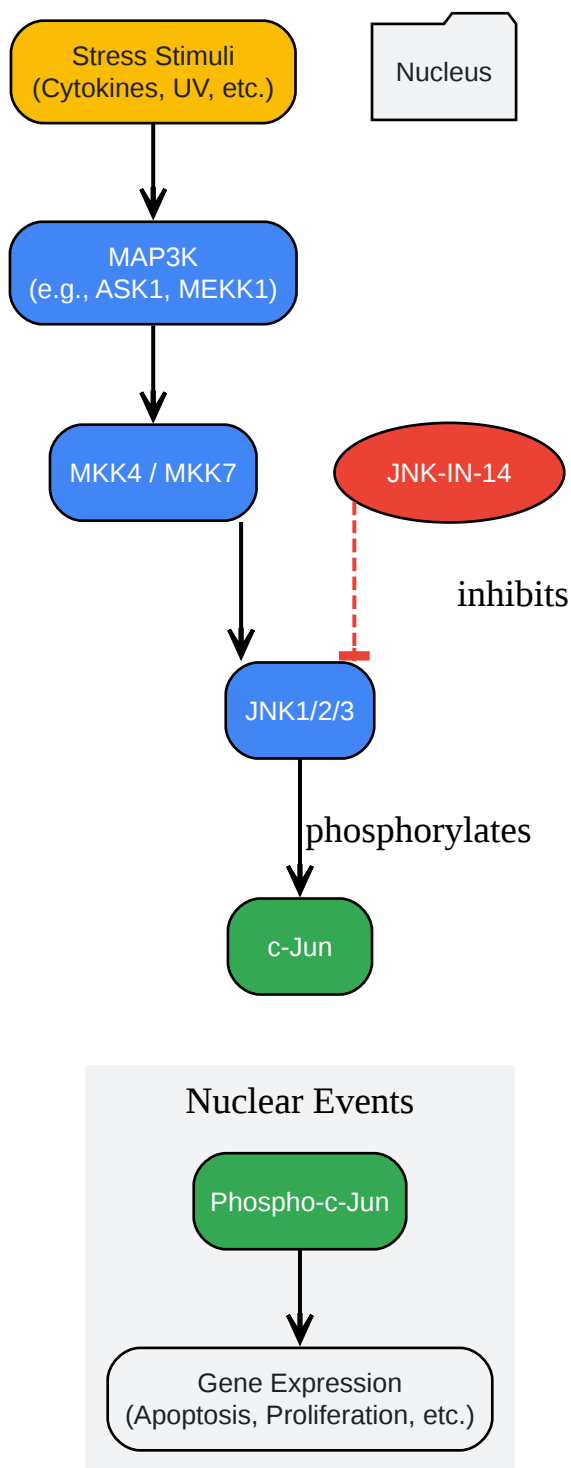 Stress Stimuli
(Cytokines, UV, etc.)
Nucleus
MAP3K
(e.g., ASK1, MEKK1)
MKK4 / MKK7
JNK-IN-14
inhibits
JNK1/2/3
phosphorylates
c-Jun
Nuclear Events
Phospho-c-Jun
Gene Expression
(Apoptosis, Proliferation, etc.)